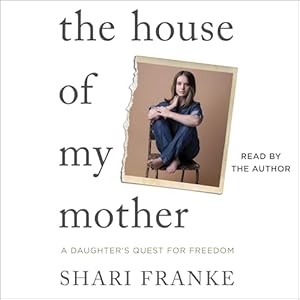 the house
of
my
mother
READ BY
THE AUTHOR
A DAUGHTER'S QUEST FOR FREEDOM
SHARI FRANKE